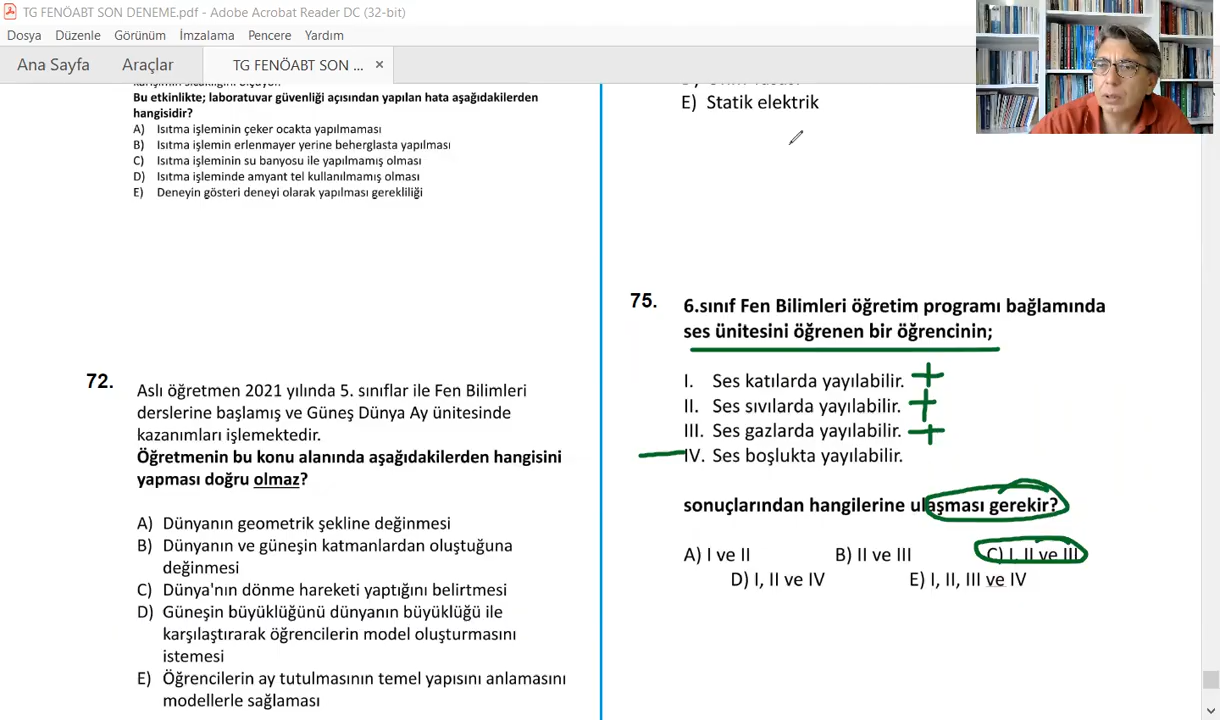 TG FENÖABT SON DENEME.pdf - Adobe Acrobat Reader DC (32-bit)
Dosya Düzenle Görünüm İmzalama Pencere Yardım
Ana Sayfa Araçlar TG FENÖABT SON ... ×
Bu etkinlikte; laboratuvar güvenliği açısından yapılan hata aşağıdakilerden
hangisidir?
A) Isıtma işleminin çeker ocakta yapılmaması
B) Isıtma işlemin erlenmayer yerine beherglasta yapılması
C) Isıtma işleminin su banyosu ile yapılmamış olması
D) Isıtma işleminde amyant tel kullanılmamış olması
E) Deneyin gösteri deneyi olarak yapılması gerekliliği
72.
Aslı öğretmen 2021 yılında 5. sınıflar ile Fen Bilimleri
derslerine başlamış ve Güneş Dünya Ay ünitesinde
kazanımları işlemektedir.
Öğretmenin bu konu alanında aşağıdakilerden hangisini
yapması doğru olmaz?
A) Dünyanın geometrik şekline değinmesi
B) Dünyanın ve güneşin katmanlardan oluştuğuna
değinmesi
C) Dünya'nın dönme hareketi yaptığını belirtmesi
D) Güneşin büyüklüğünü dünyanın büyüklüğü ile
karşılaştırarak öğrencilerin model oluşturmasını
istemesi
E) Öğrencilerin ay tutulmasının temel yapısını anlamasını
modellerle sağlaması
E) Statik elektrik
75.
6.sınıf Fen Bilimleri öğretim programı bağlamında
ses ünitesini öğrenen bir öğrencinin;
I. Ses katılarda yayılabilir. +
II. Ses sıvılarda yayılabilir. +
III. Ses gazlarda yayılabilir. +
IV. Ses boşlukta yayılabilir.
sonuçlarından hangilerine ulaşması gerekir?
A) I ve II B) II ve III C) I, II ve III
D) I, II ve IV E) I, II, III ve IV